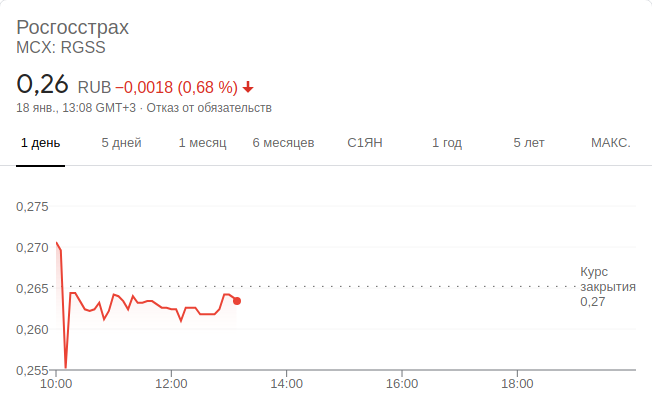 Росгосстрах
MCX: RGSS
0,26 RUB −0,0018 (0,68 %)
18 янв., 13:08 GMT+3 · Отказ от обязательств
1 день 5 дней 1 месяц 6 месяцев С1ЯН 1 год 5 лет МАКС.
0,275
0,270
Курс
0,265 закрытия
0,27
0,260
0,255
10:00 12:00 14:00 16:00 18:00